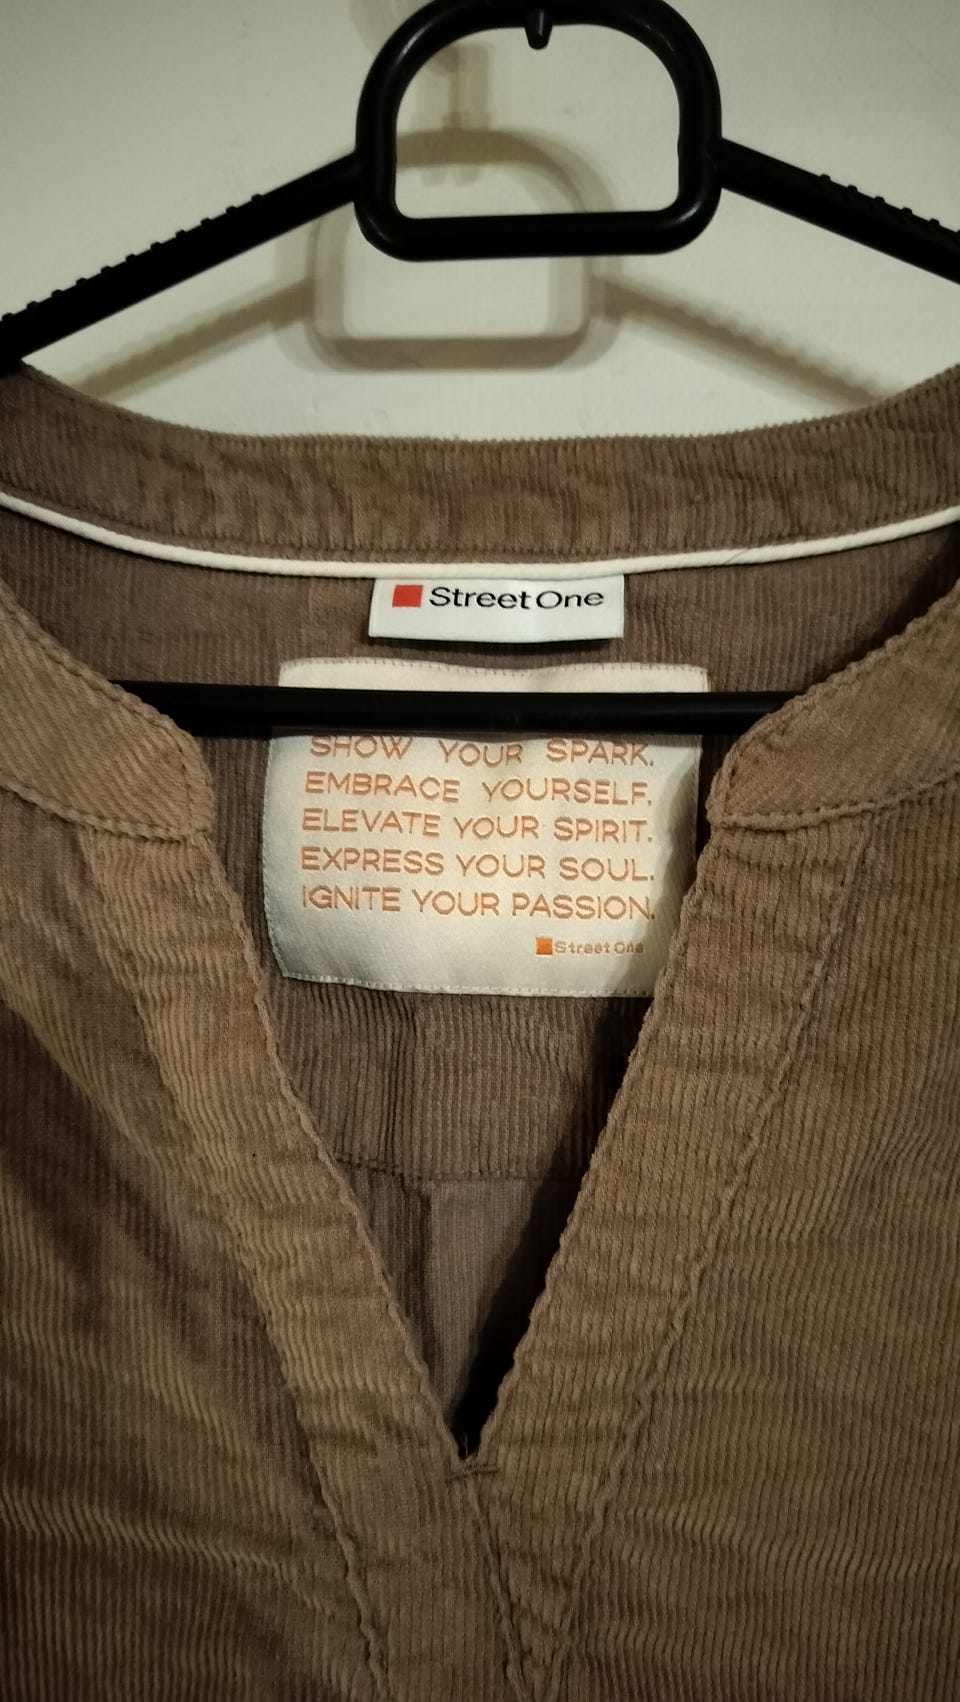 Street One
SHOW YOUR SPARK.
EMBRACE YOURSELF.
ELEVATE YOUR SPIRIT.
EXPRESS YOUR SOUL.
IGNITE YOUR PASSION.
Street One